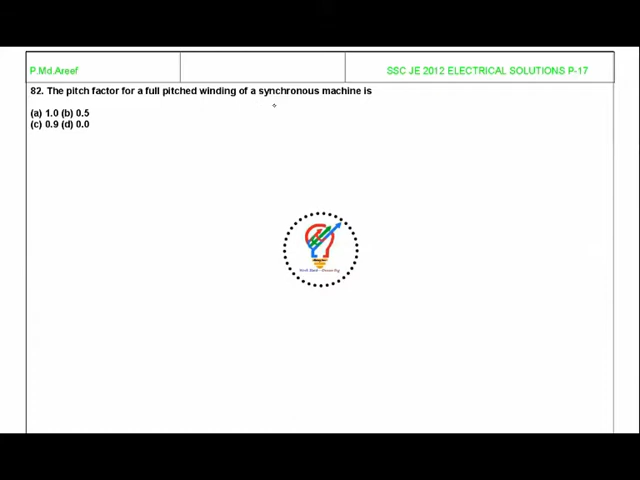 P.Md.Areef
SSC JE 2012 ELECTRICAL SOLUTIONS P-17
82. The pitch factor for a full pitched winding of a synchronous machine is
(a) 1.0 (b) 0.5
(c) 0.9 (d) 0.0